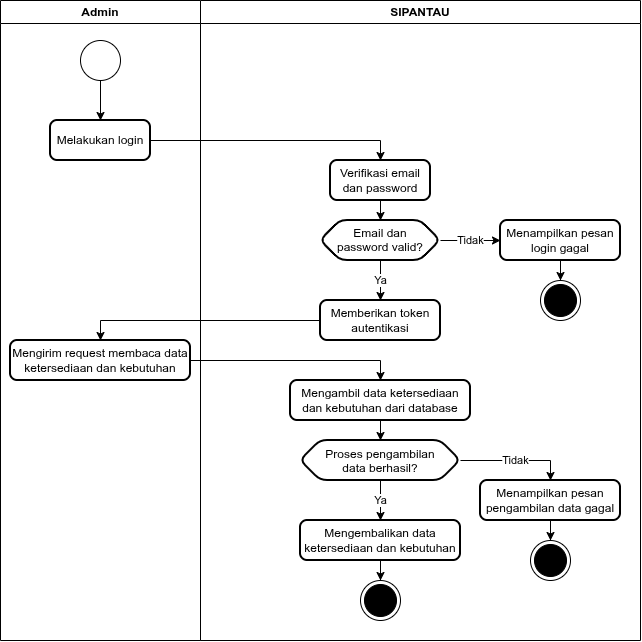 Admin
SIPANTAU
Melakukan login
Verifikasi email
dan password
Email dan
password valid?
Tidak
Menampilkan pesan
login gagal
Ya
Memberikan token
autentikasi
Mengirim request membaca data
ketersediaan dan kebutuhan
Mengambil data ketersediaan
dan kebutuhan dari database
Proses pengambilan
data berhasil?
Tidak
Menampilkan pesan
pengambilan data gagal
Ya
Mengembalikan data
ketersediaan dan kebutuhan